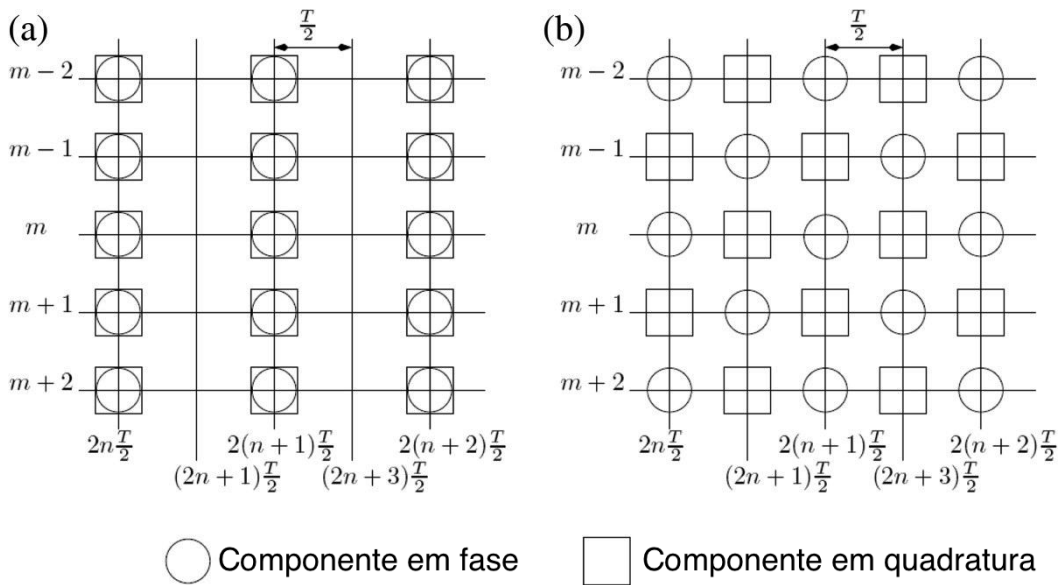 (a)
T/2
m − 2
m − 1
m
m + 1
m + 2
2n T/2
2(n + 1) T/2
2(n + 2) T/2
(2n + 1) T/2
(2n + 3) T/2
(b)
T/2
m − 2
m − 1
m
m + 1
m + 2
2n T/2
2(n + 1) T/2
2(n + 2) T/2
(2n + 1) T/2
(2n + 3) T/2
Componente em fase
Componente em quadratura